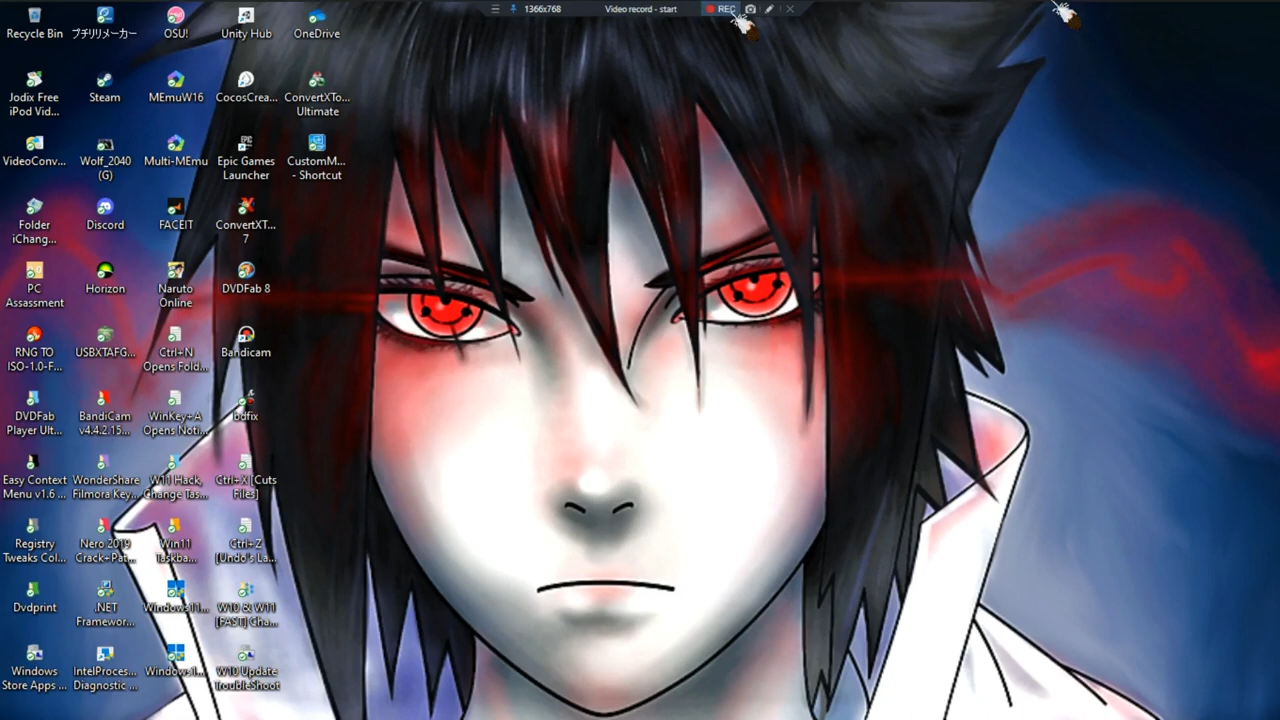 1366x768
Video record - start
REC
Recycle Bin
プチリリメーカー
OSU!
Unity Hub
OneDrive
Jodix Free
iPod Vid...
Steam
MEmuW16
CocosCrea...
ConvertXTo...
Ultimate
VideoConv...
Wolf_2040
(G)
Multi-MEmu
Epic Games
Launcher
CustomM...
- Shortcut
Folder
iChang...
Discord
FACEIT
ConvertXT...
7
PC
Assassment
Horizon
Naruto
Online
DVDFab 8
RNG TO
ISO-1.0-F...
USBXTAFG...
Ctrl+N
Opens Fold...
Bandicam
DVDFab
Player Ult...
BandiCam
v4.4.2.15...
WinKey+A
Opens Noti...
bdfix
Easy Context
Menu v1.6 ...
WonderShare
Filmora Key...
W11 Hack,
Change Tas...
Ctrl+X [Cuts
Files]
Registry
Tweaks Col...
Nero 2019
Crack+Pat...
Win11
Taskba...
Ctrl+Z
[Undo's La...
Dvdprint
.NET
Framewor...
Windows11...
W10 & W11
[FAST] Cha...
Windows
Store Apps ...
IntelProces...
Diagnostic ...
Windows1...
W10 Update
TroubleShoot